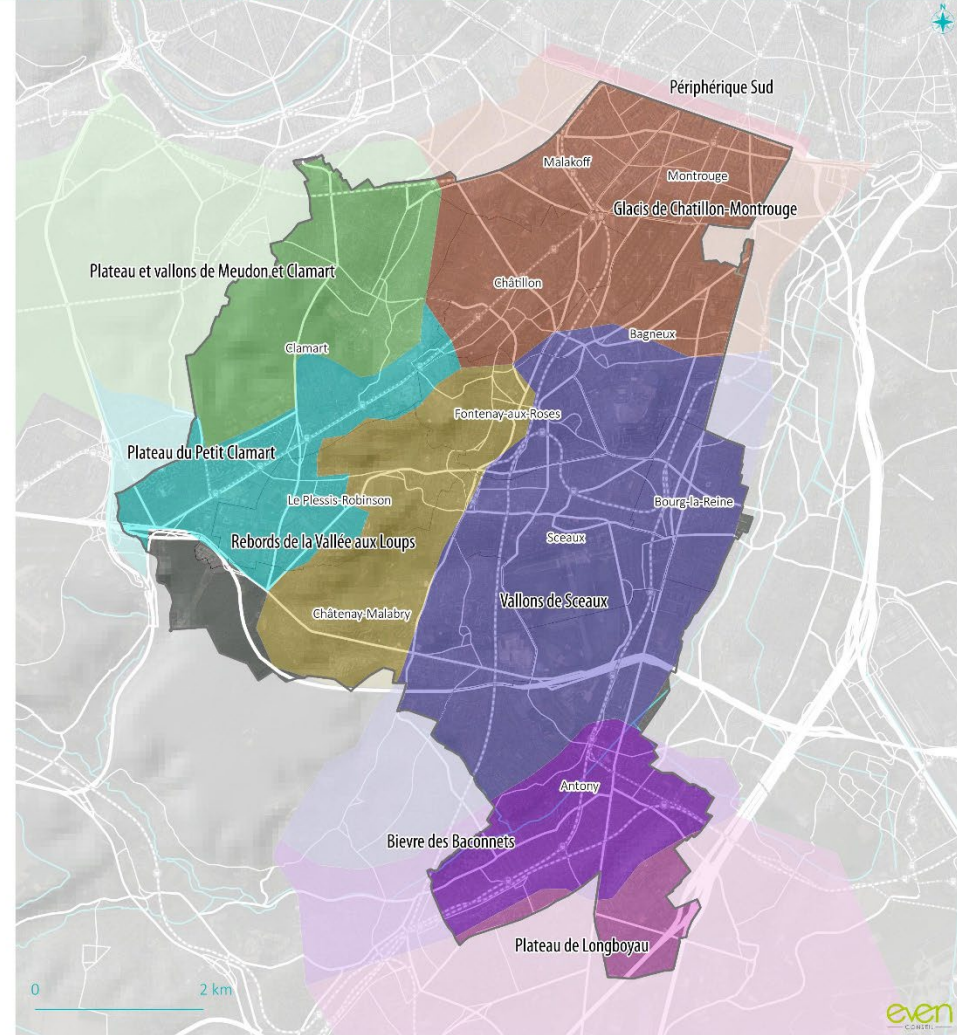 N
Périphérique Sud
Malakoff
Montrouge
Glacis de Chatillon-Montrouge
Plateau et vallons de Meudon et Clamart
Châtillon
Bagneux
Clamart
Fontenay-aux-Roses
Plateau du Petit Clamart
Le Plessis-Robinson
Bourg-la-Reine
Rebords de la Vallée aux Loups
Sceaux
Vallons de Sceaux
Châtenay-Malabry
Antony
Bievre des Baconnets
Plateau de Longboyau
0 2 km
even
CONSEIL